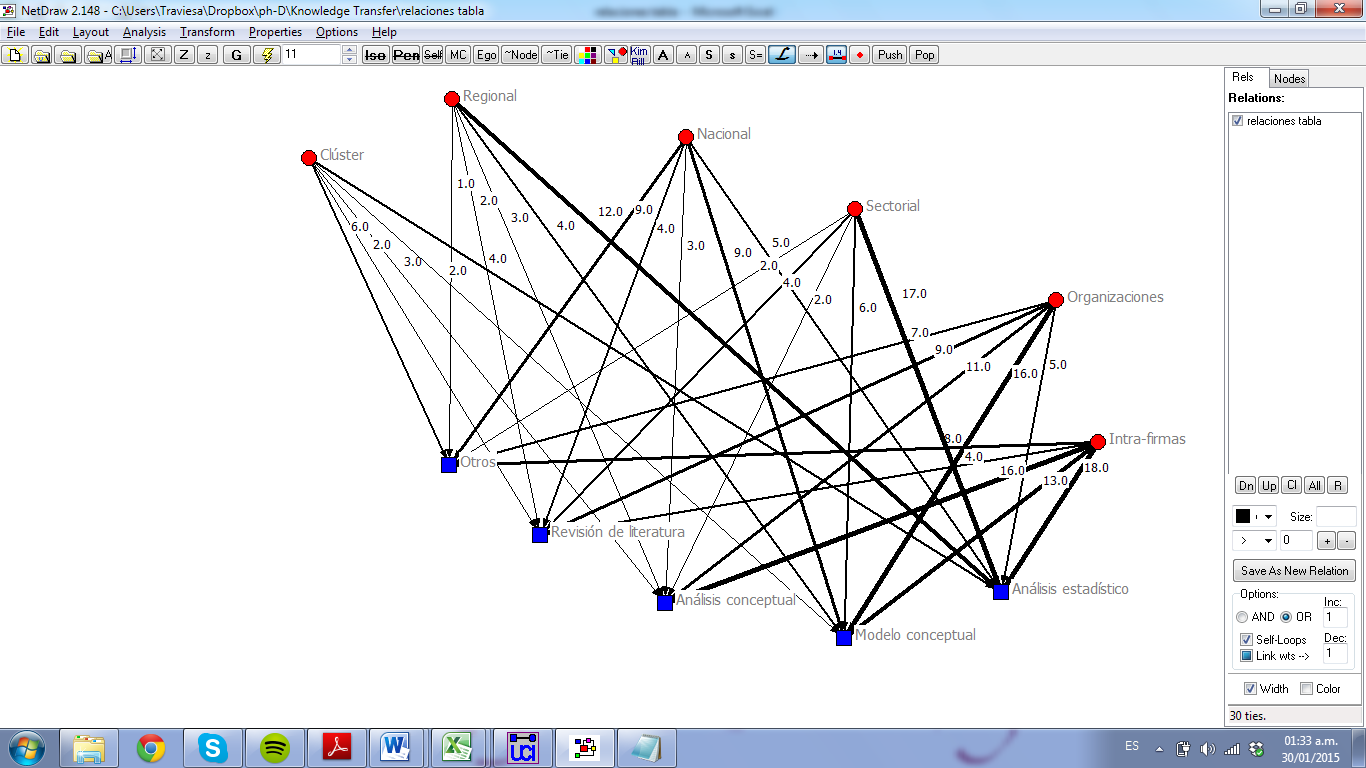 NetDraw 2.148 - C:\Users\Traviesa\Dropbox\ph-D\Knowledge Transfer\relaciones tabla
File Edit Layout Analysis Transform Properties Options Help
A Z z G 11 Iso Pen Self MC Ego ~Node ~Tie Kim Bill A A S s S= 1.4 Push Pop
Rels Nodes
Relations:
relaciones tabla
Regional
Nacional
Clúster
Sectorial
Organizaciones
Intra-firmas
Otros
Revisión de literatura
Análisis conceptual
Modelo conceptual
Análisis estadístico
1.0
2.0
3.0
4.0
12.0
9.0
4.0
3.0
9.0
5.0
2.0
4.0
2.0
6.0
17.0
6.0
2.0
3.0
2.0
4.0
7.0
9.0
11.0
16.0
5.0
8.0
4.0
16.0
13.0
18.0
Dn Up Cl All R
Size:
> 0 + -
Save As New Relation
Options:
AND OR
Inc:
1
Self-Loops
Dec:
Link wts -->
1
Width Color
30 ties.
UCI
ES
01:33 a.m.
30/01/2015